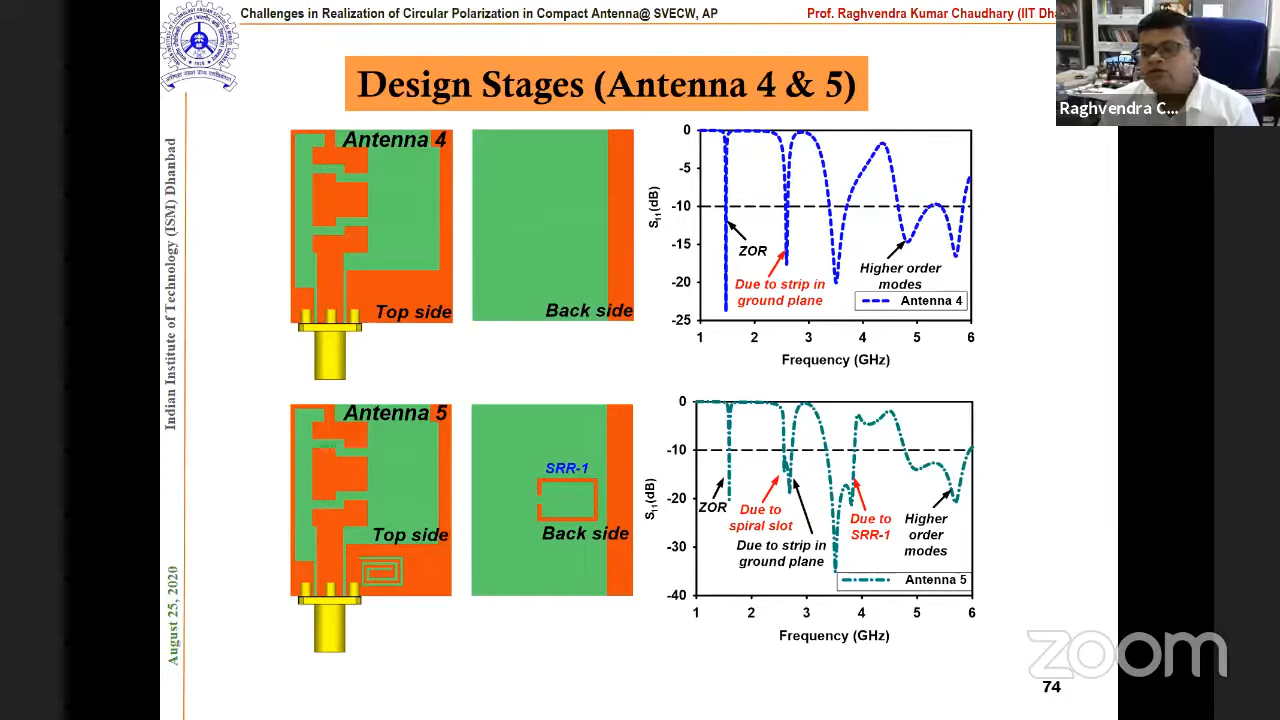 Challenges in Realization of Circular Polarization in Compact Antenna@ SVECW, AP
Prof. Raghvendra Kumar Chaudhary (IIT Dha
Raghvendra C...
Design Stages (Antenna 4 & 5)
Indian Institute of Technology (ISM) Dhanbad
August 25, 2020
Antenna 4
Top side
Back side
0
-5
-10
-15
-20
-25
S11(dB)
ZOR
Due to strip in
ground plane
Higher order
modes
Antenna 4
1 2 3 4 5 6
Frequency (GHz)
Antenna 5
Top side
SRR-1
Back side
0
-10
-20
-30
-40
S11(dB)
ZOR
Due to
spiral slot
Due to strip in
ground plane
Due to
SRR-1
Higher
order
modes
Antenna 5
1 2 3 4 5 6
Frequency (GHz)
zoom
74